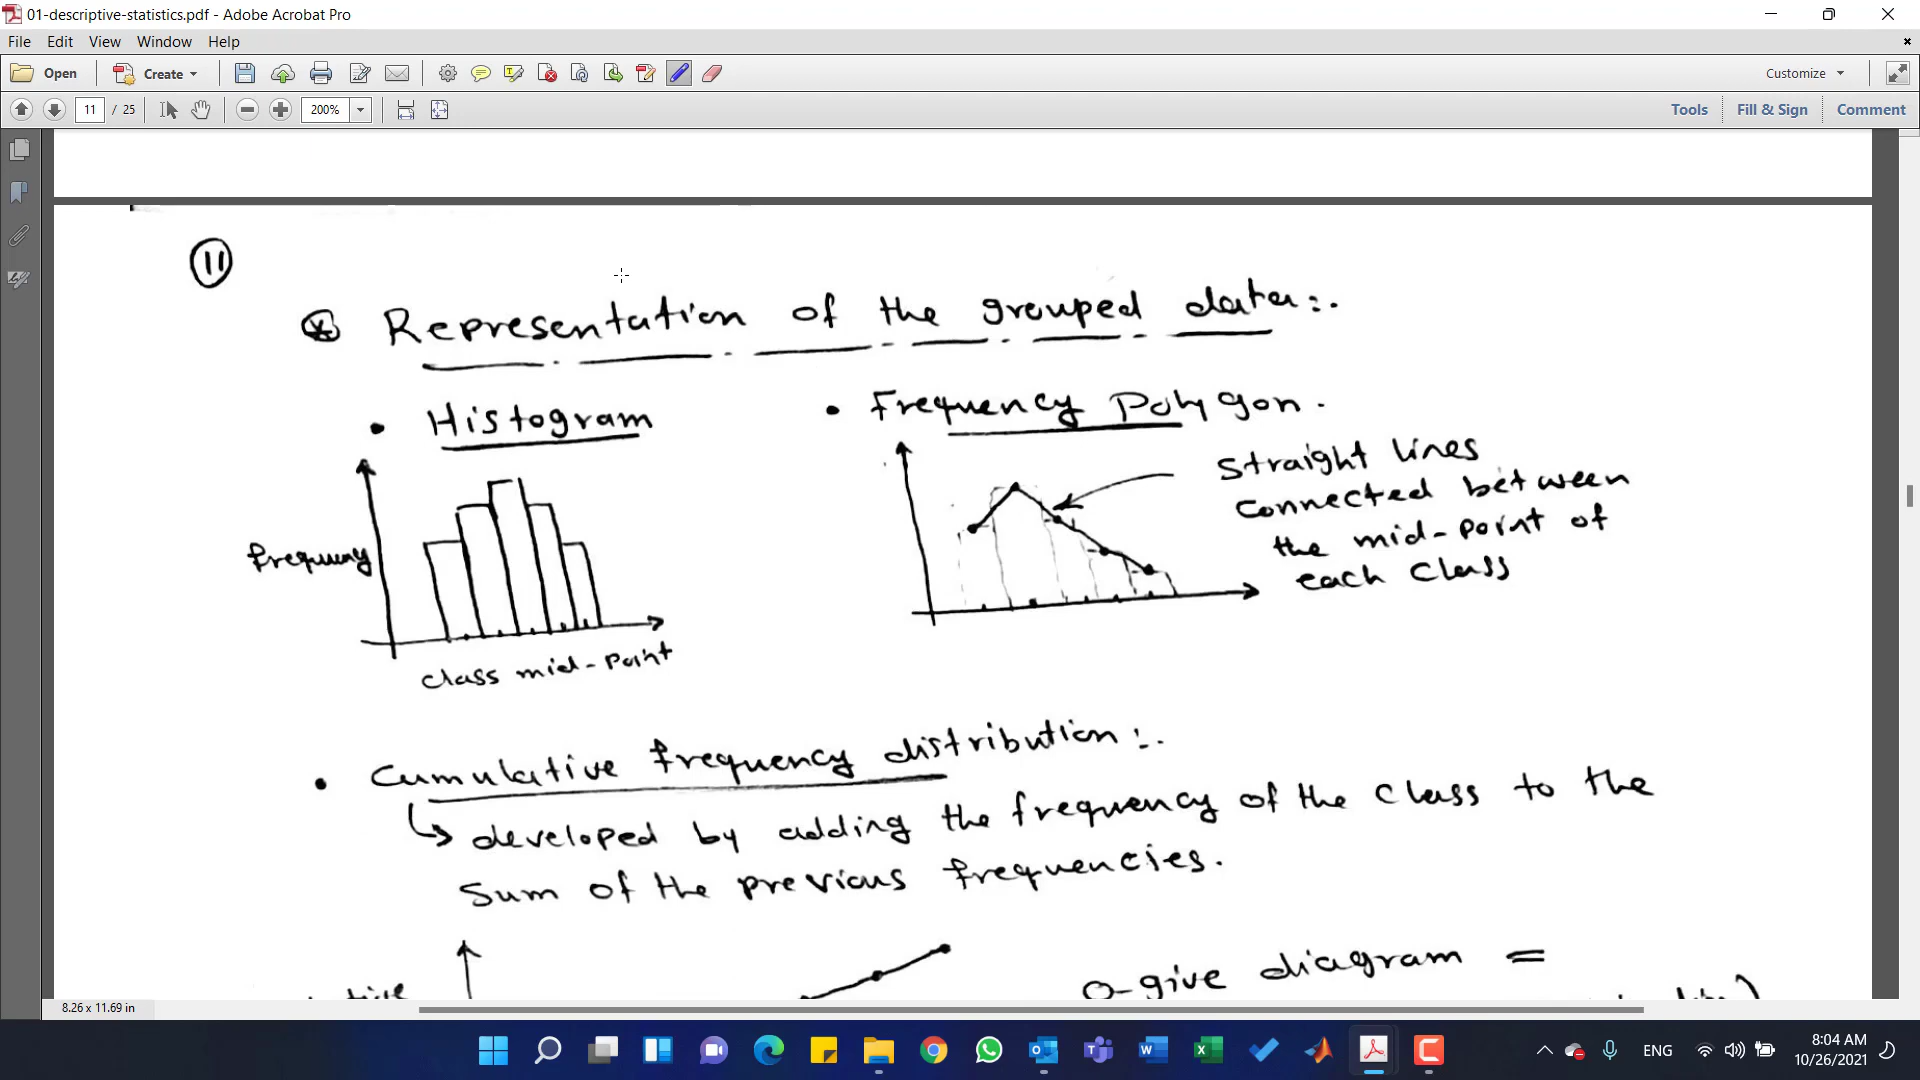 01-descriptive-statistics.pdf - Adobe Acrobat Pro
File Edit View Window Help
Open Create Customize
11 / 25 200% Tools Fill & Sign Comment
11
Representation of the grouped data:.
• Histogram
• Frequency Polygon.
Straight lines
connected between
the mid-point of
each class
frequency
class mid-point
• Cumulative frequency distribution:.
developed by adding the frequency of the class to the
sum of the previous frequencies.
O-give diagram =
8.26 x 11.69 in
ENG
8:04 AM
10/26/2021